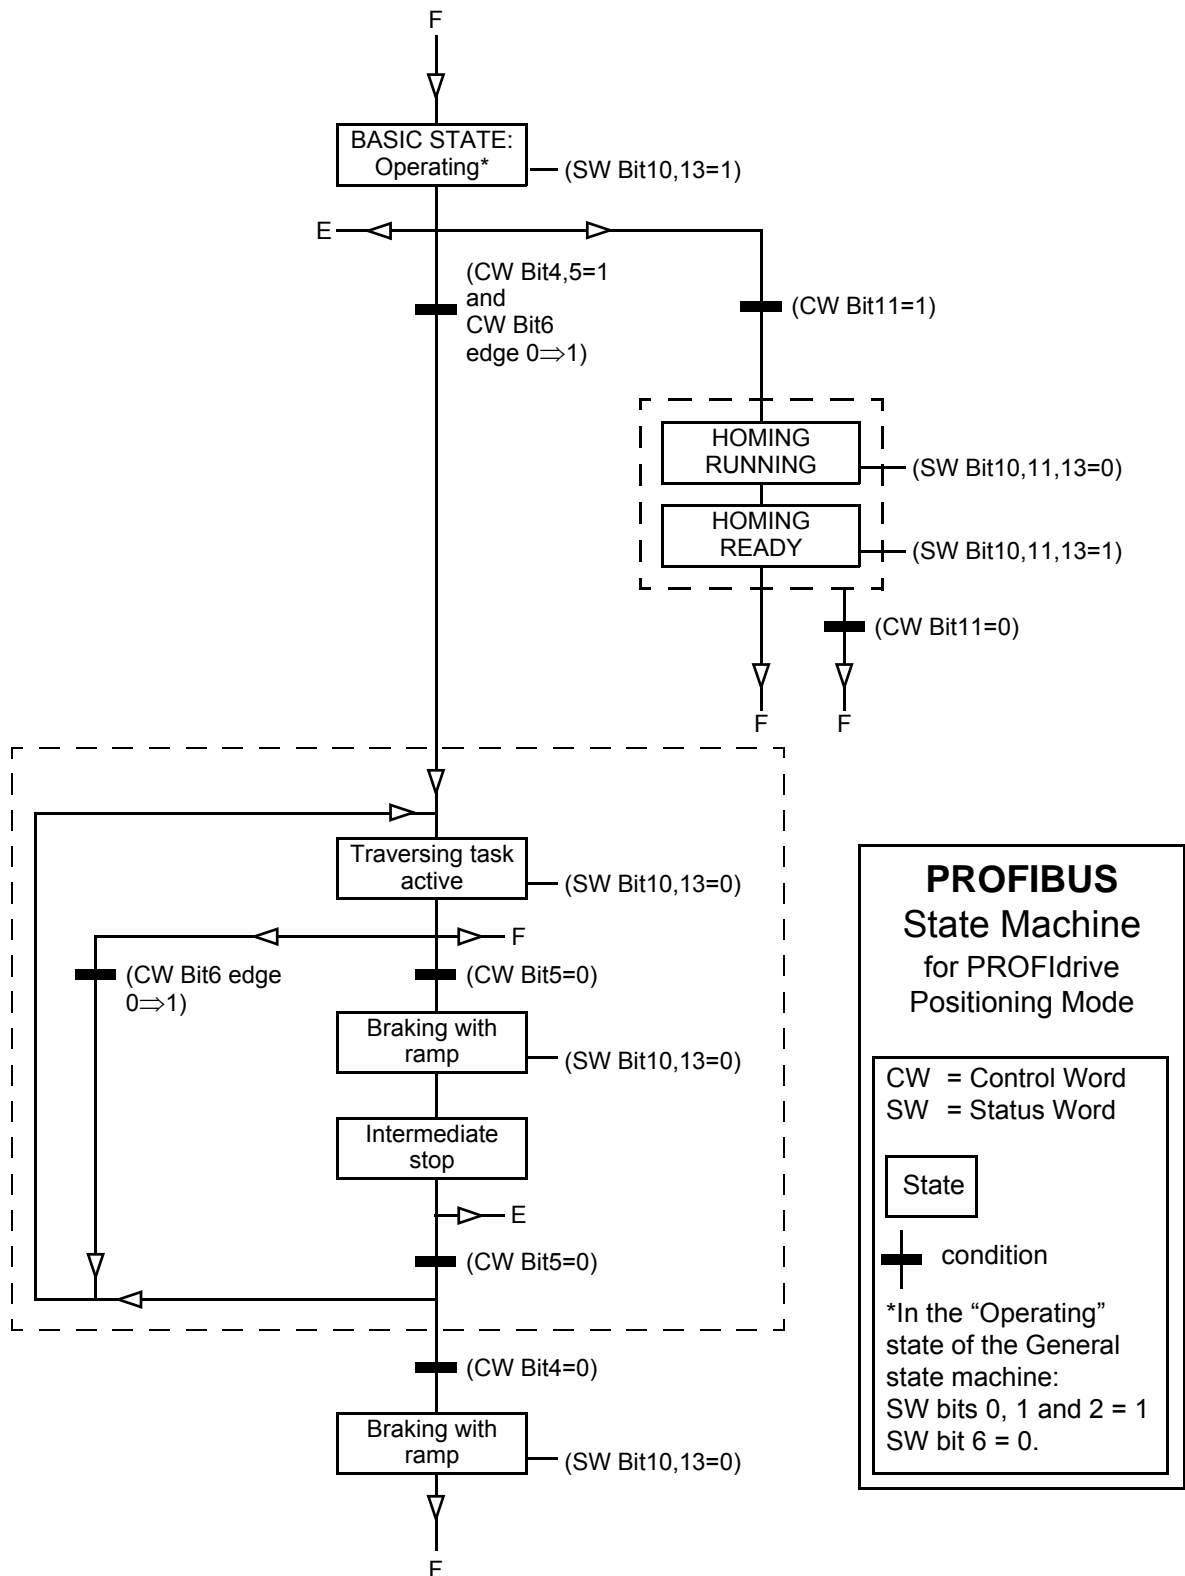 F
BASIC STATE:
Operating*
(SW Bit10,13=1)
E
(CW Bit4,5=1
and
CW Bit6
edge 0⇒1)
(CW Bit11=1)
HOMING
RUNNING
(SW Bit10,11,13=0)
HOMING
READY
(SW Bit10,11,13=1)
(CW Bit11=0)
F
F
Traversing task
active
(SW Bit10,13=0)
F
(CW Bit6 edge
0⇒1)
(CW Bit5=0)
Braking with
ramp
(SW Bit10,13=0)
Intermediate
stop
E
(CW Bit5=0)
(CW Bit4=0)
Braking with
ramp
(SW Bit10,13=0)
F
PROFIBUS
State Machine
for PROFIdrive
Positioning Mode
CW = Control Word
SW = Status Word
State
condition
*In the “Operating”
state of the General
state machine:
SW bits 0, 1 and 2 = 1
SW bit 6 = 0.